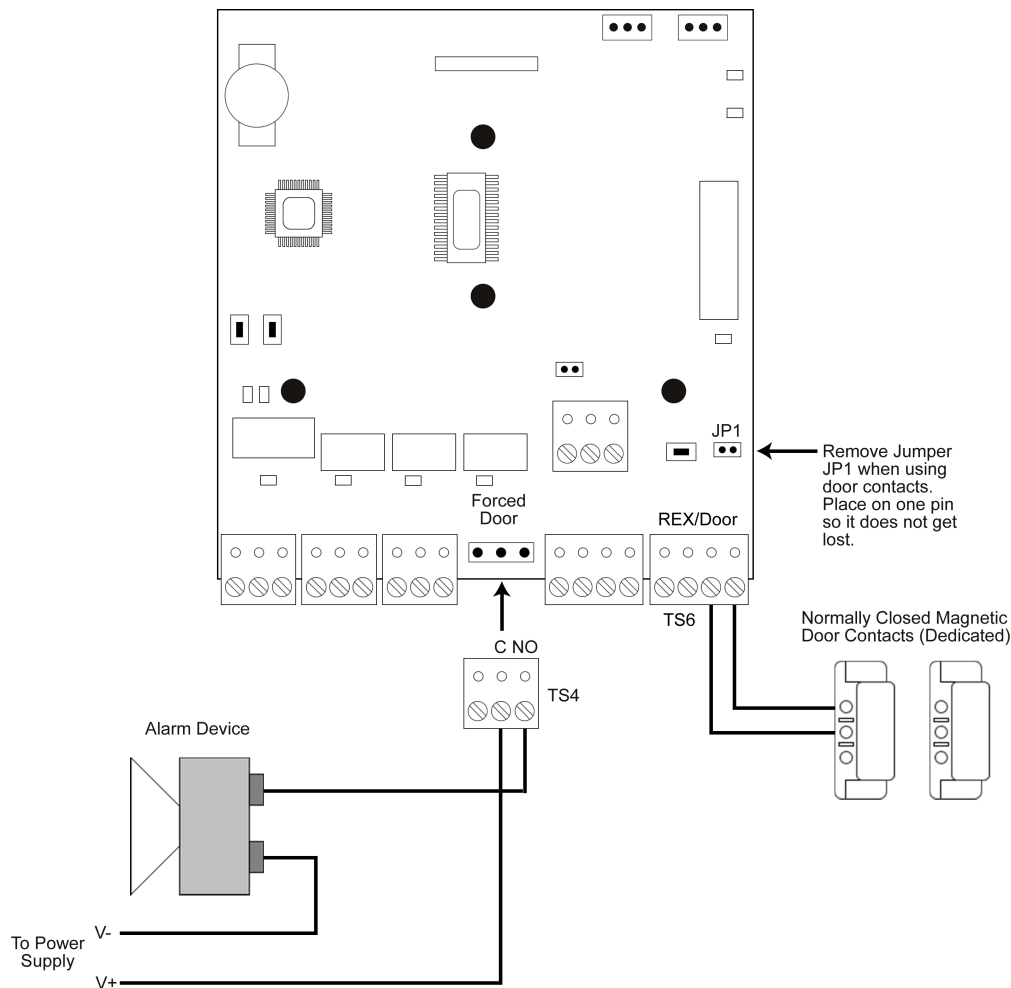 JP1
Remove Jumper
JP1 when using
door contacts.
Place on one pin
so it does not get
lost.
Forced
Door
REX/Door
TS6
Normally Closed Magnetic
Door Contacts (Dedicated)
C NO
TS4
Alarm Device
V-
To Power
Supply
V+